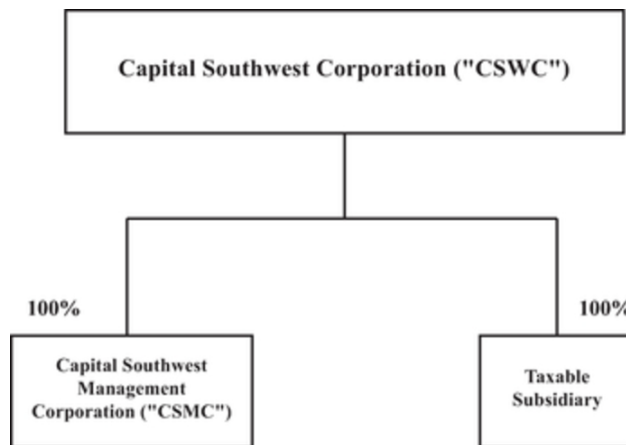 Capital Southwest Corporation ("CSWC")
100%
100%
Capital Southwest
Management
Corporation ("CSMC")
Taxable
Subsidiary